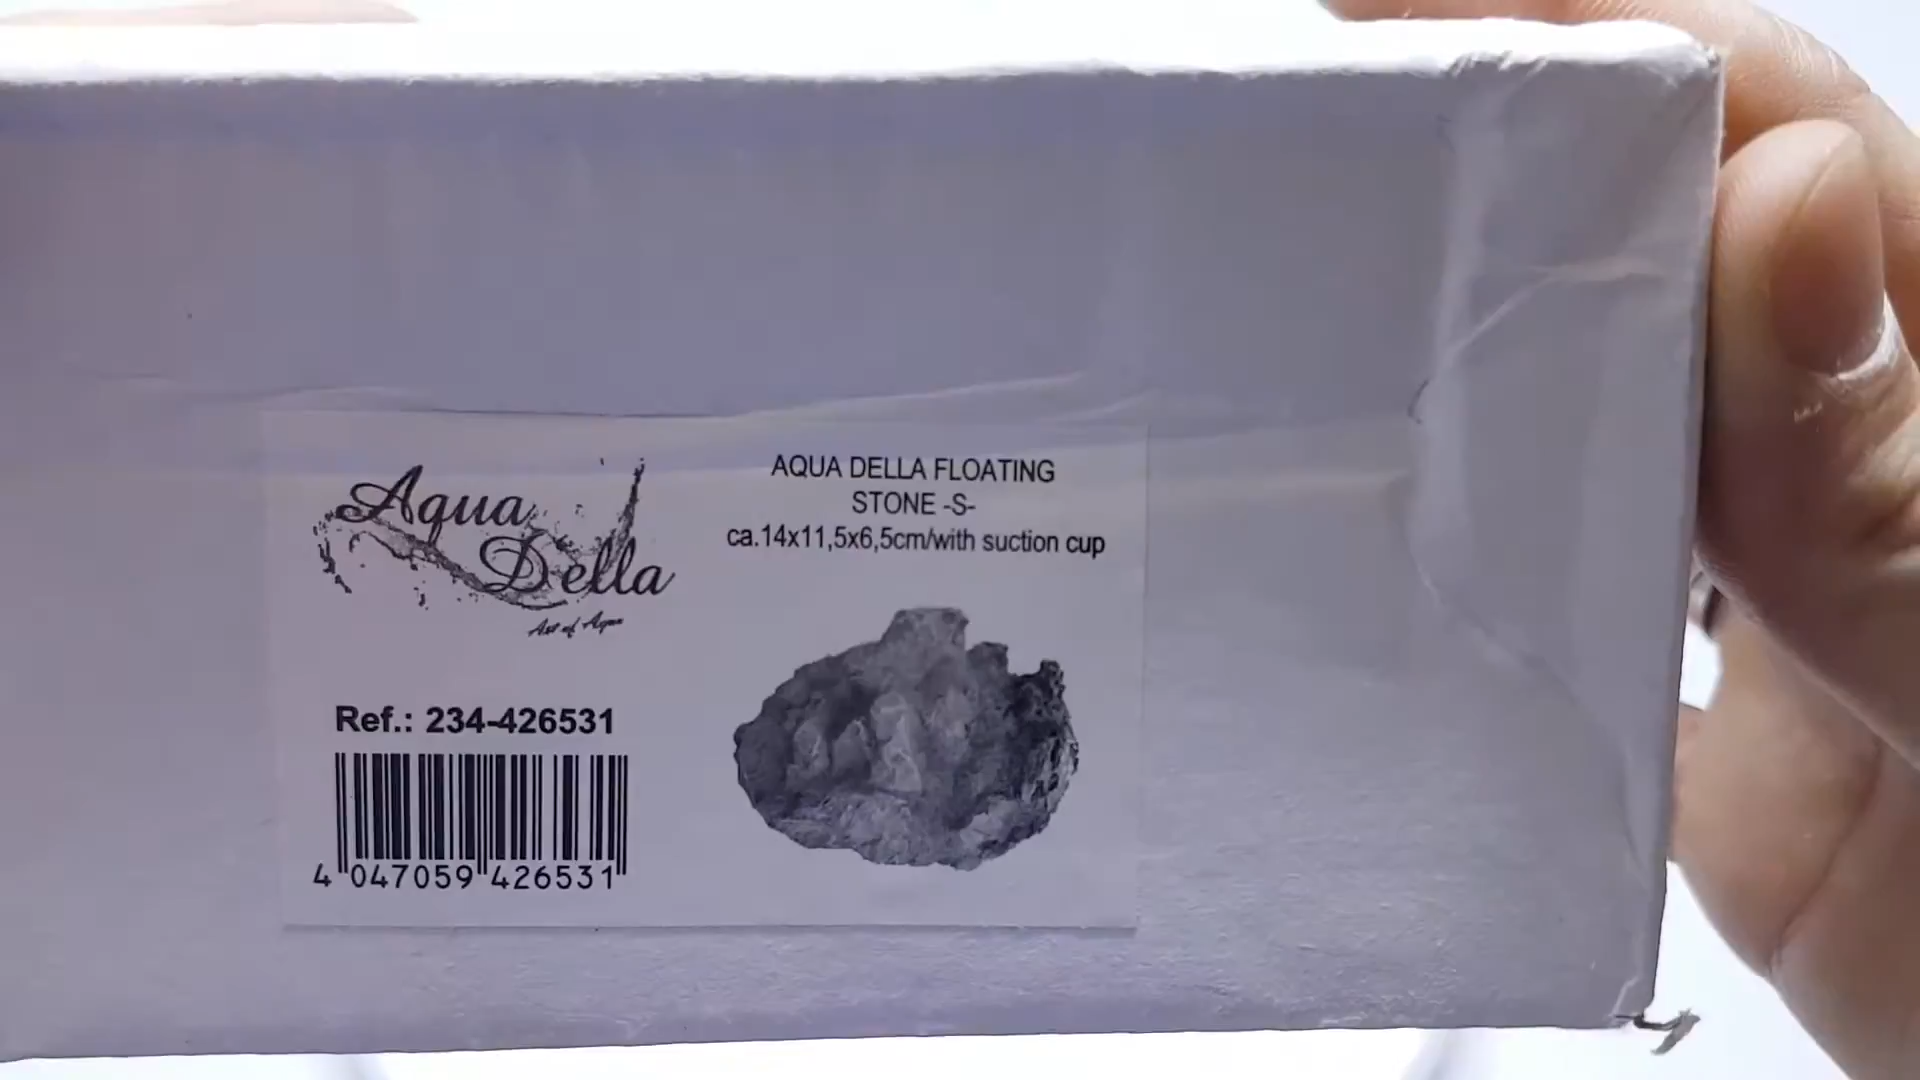 Aqua
Della
Art of Aqua
AQUA DELLA FLOATING
STONE -S-
ca.14x11,5x6,5cm/with suction cup
Ref.: 234-426531
4 047059 426531